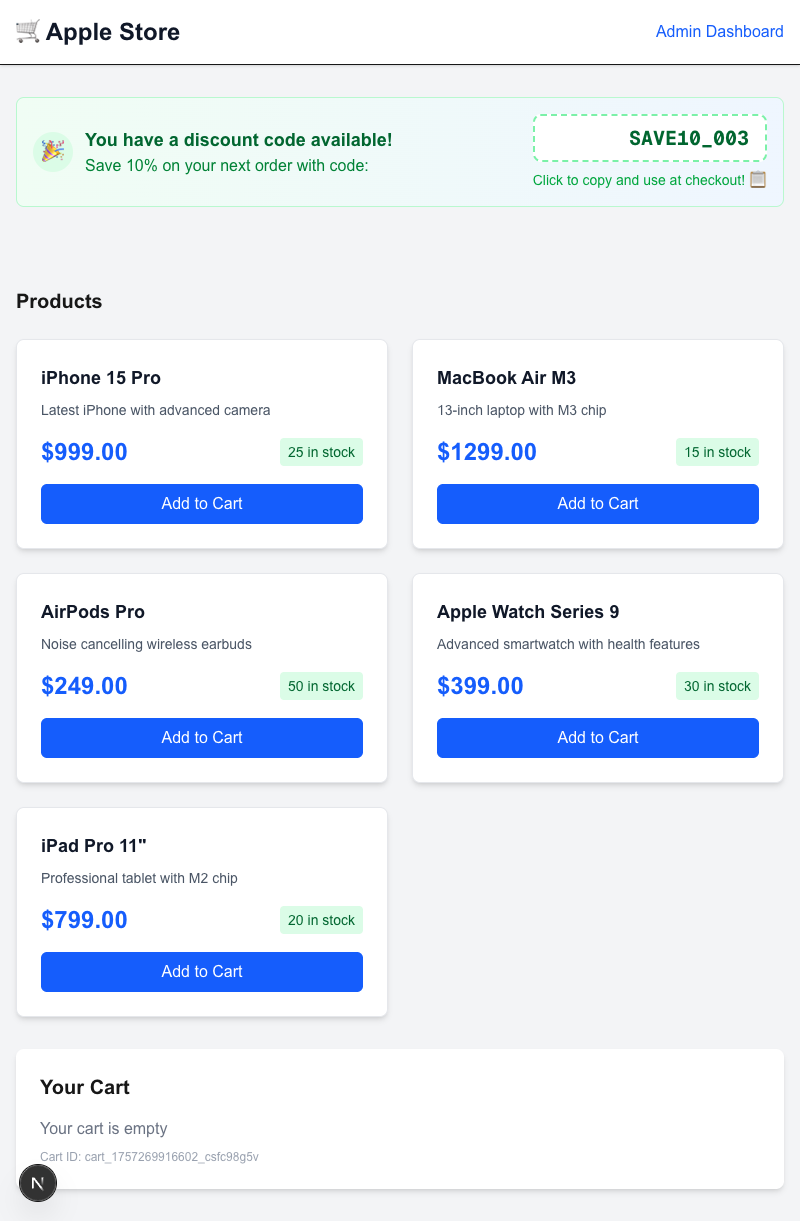 Apple Store
Admin Dashboard
You have a discount code available!
Save 10% on your next order with code:
SAVE10_003
Click to copy and use at checkout!
Products
iPhone 15 Pro
Latest iPhone with advanced camera
$999.00
25 in stock
Add to Cart
MacBook Air M3
13-inch laptop with M3 chip
$1299.00
15 in stock
Add to Cart
AirPods Pro
Noise cancelling wireless earbuds
$249.00
50 in stock
Add to Cart
Apple Watch Series 9
Advanced smartwatch with health features
$399.00
30 in stock
Add to Cart
iPad Pro 11"
Professional tablet with M2 chip
$799.00
20 in stock
Add to Cart
Your Cart
Your cart is empty
Cart ID: cart_1757269916602_csfc98g5v
N